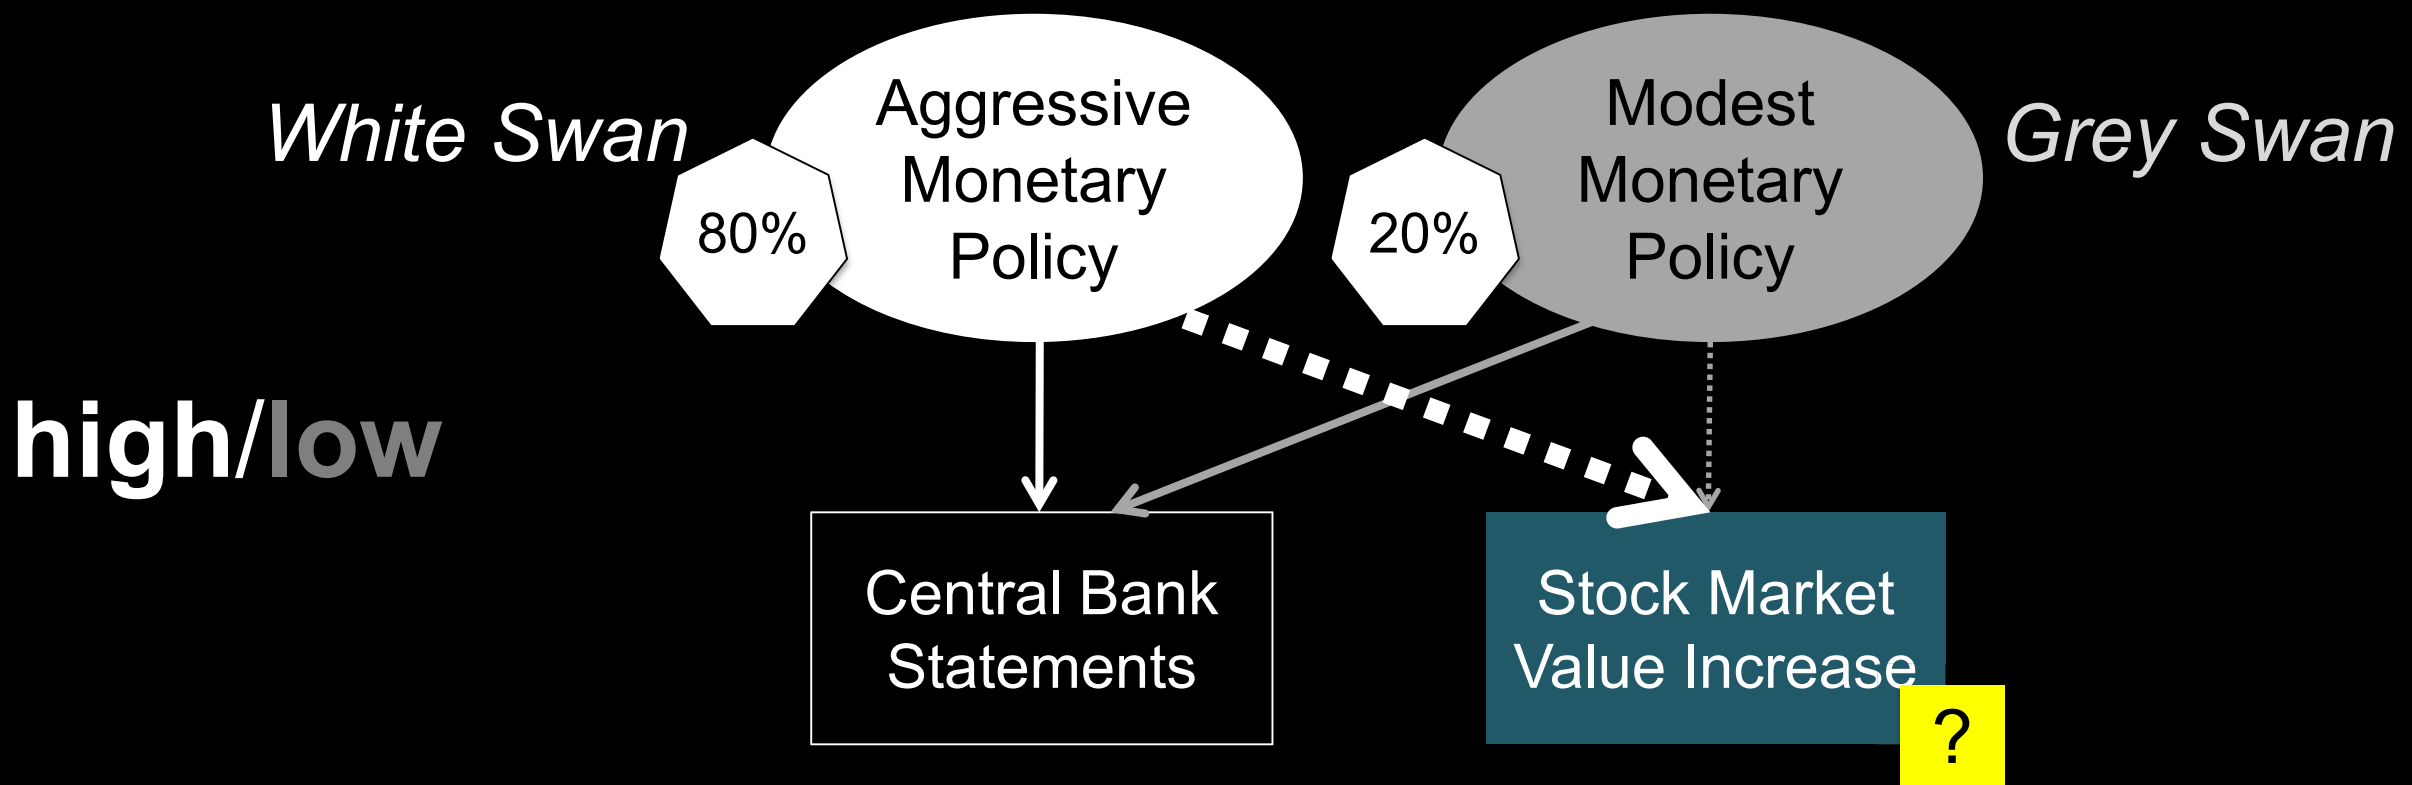 White Swan
80%
Aggressive
Monetary
Policy
20%
Modest
Monetary
Policy
Grey Swan
high/low
Central Bank
Statements
Stock Market
Value Increase
?